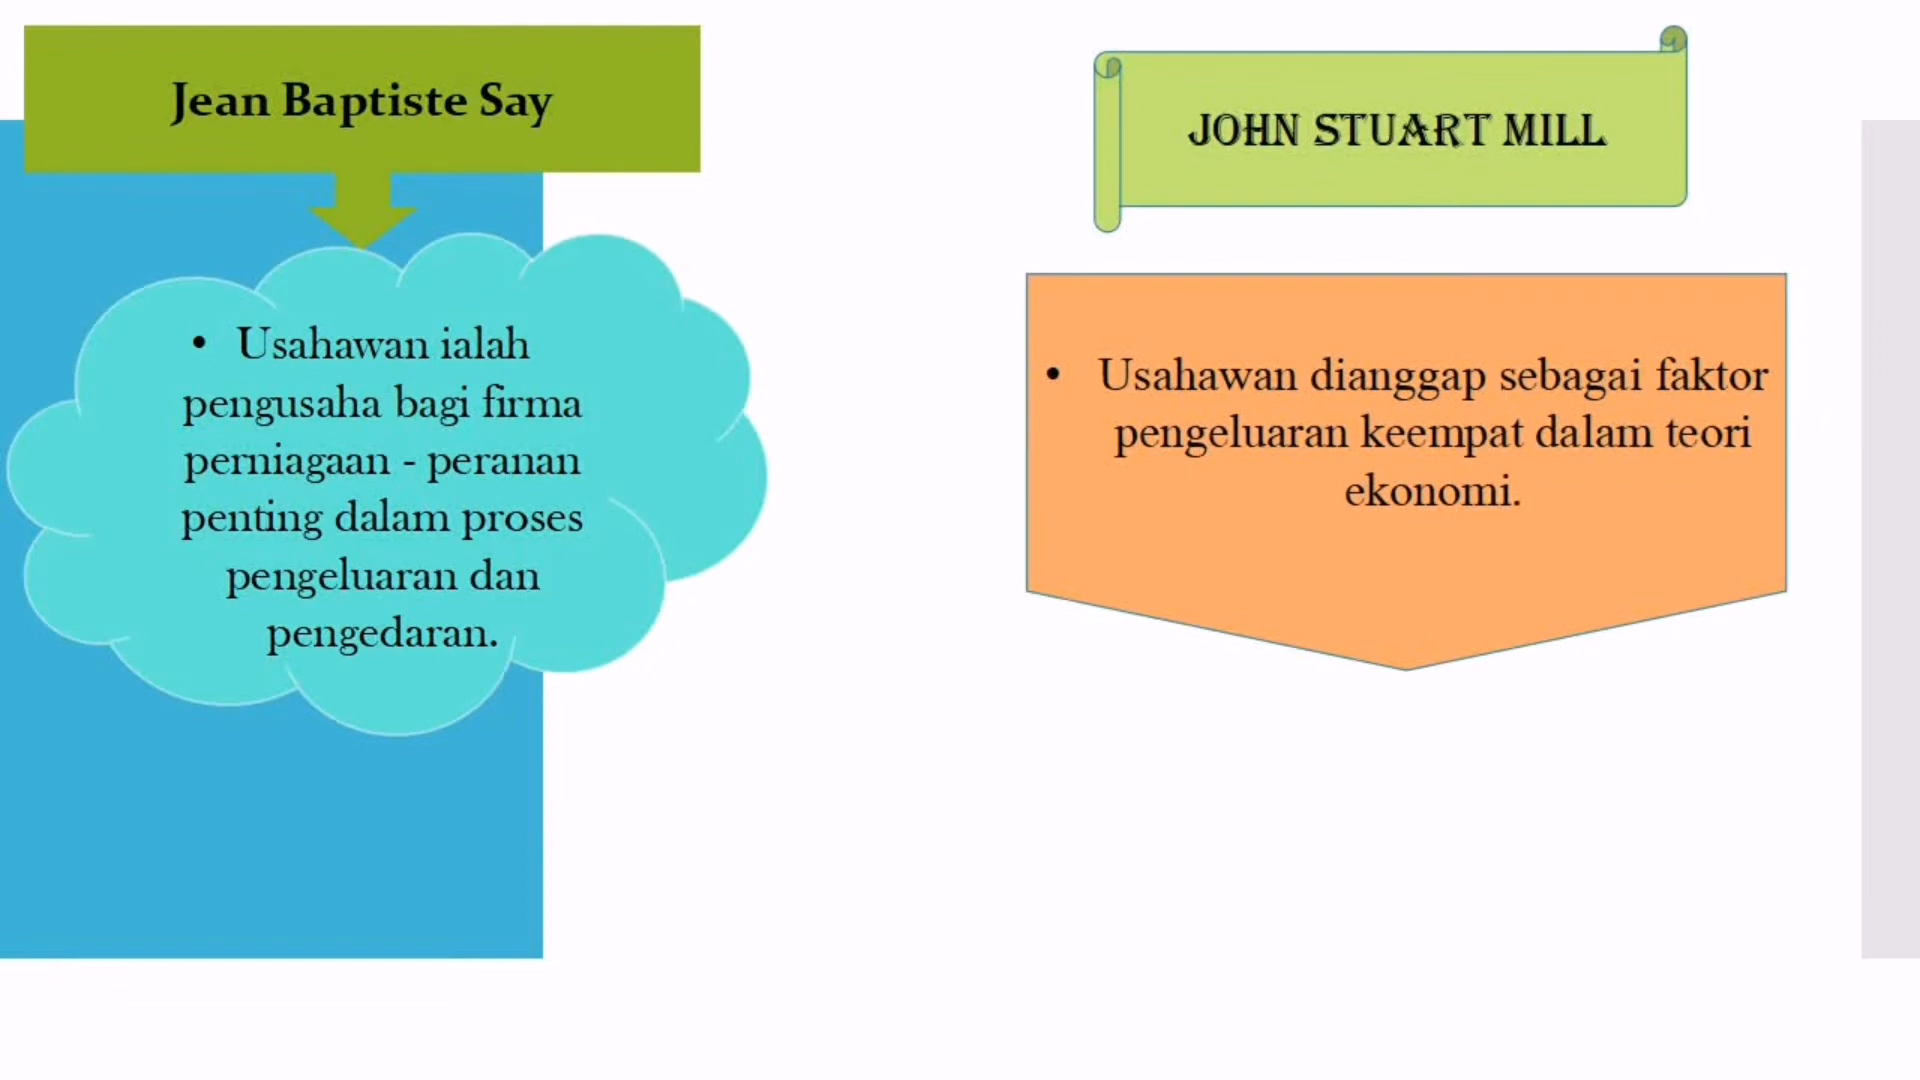 Jean Baptiste Say
• Usahawan ialah
pengusaha bagi firma
perniagaan - peranan
penting dalam proses
pengeluaran dan
pengedaran.
JOHN STUART MILL
• Usahawan dianggap sebagai faktor
pengeluaran keempat dalam teori
ekonomi.